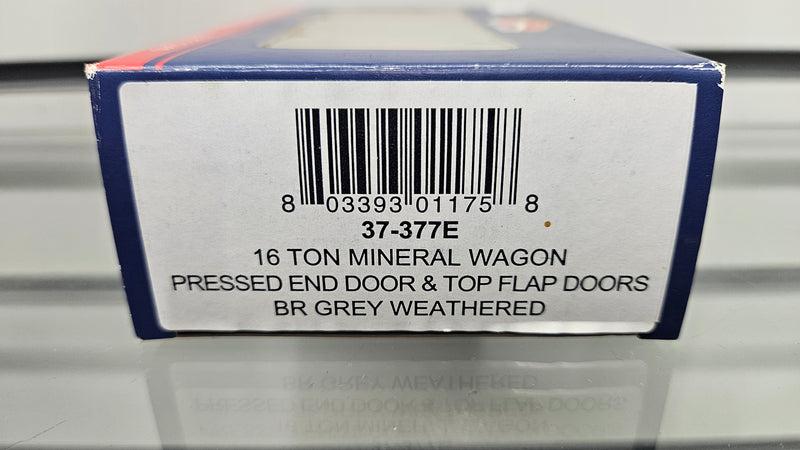 8 03393 01175 8
37-377E
16 TON MINERAL WAGON
PRESSED END DOOR & TOP FLAP DOORS
BR GREY WEATHERED